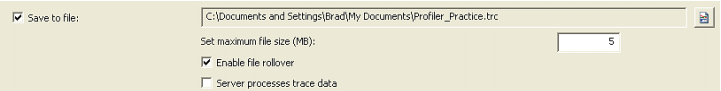 Save to file:
C:\Documents and Settings\Brad\My Documents\Profiler_Practice.trc
Set maximum file size (MB):
5
Enable file rollover
Server processes trace data